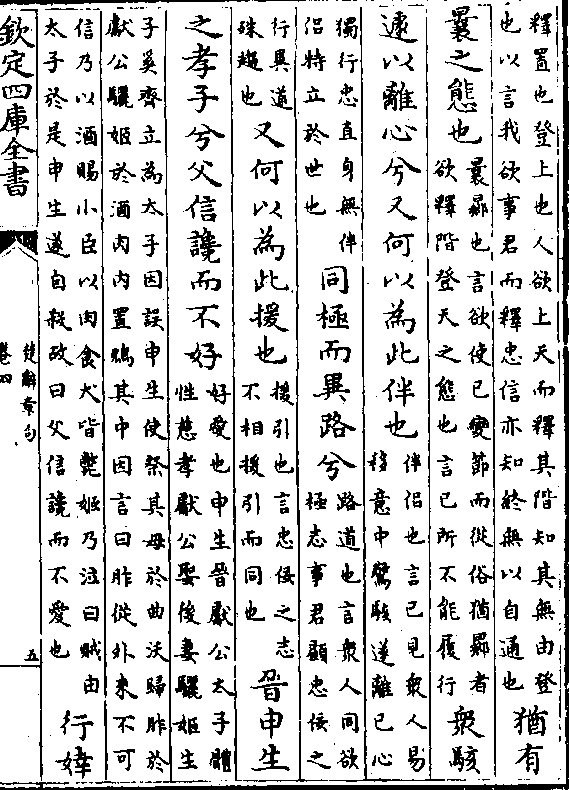 釋置也登上也人欲上天而釋其階知其無由登
也以言我欲事君而釋忠信亦知終無以自通也
猶有
曩之態也
曩曏也言欲使己變節而從俗猶曏者
欲釋階登天之態也言己所不能履行
衆駭
遽以離心兮又何以為此伴也
伴侶也言己見衆人易
移意中驚駭遂離己心
獨行忠直身無伴
侶特立於世也
同極而異路兮
路道也言衆人同欲
極志事君顧忠佞之
行異道
殊趨也
又何以為此援也
援引也言忠佞之志
不相援引而同也
晉申生
之孝子兮父信讒而不好
好愛也申生晉獻公太子體
性慈孝獻公娶後妻驪姬生
子奚齊立為太子因誤申生使祭其母於曲沃歸胙於
獻公驪姬於酒肉内置鴆其中因言曰胙從外來不可
信乃以酒賜小臣以肉食犬皆斃姬乃泣曰賊由
太子於是申生遂自殺故曰父信讒而不愛也
行婞
欽定四庫全書
楚辭章句
卷四
五